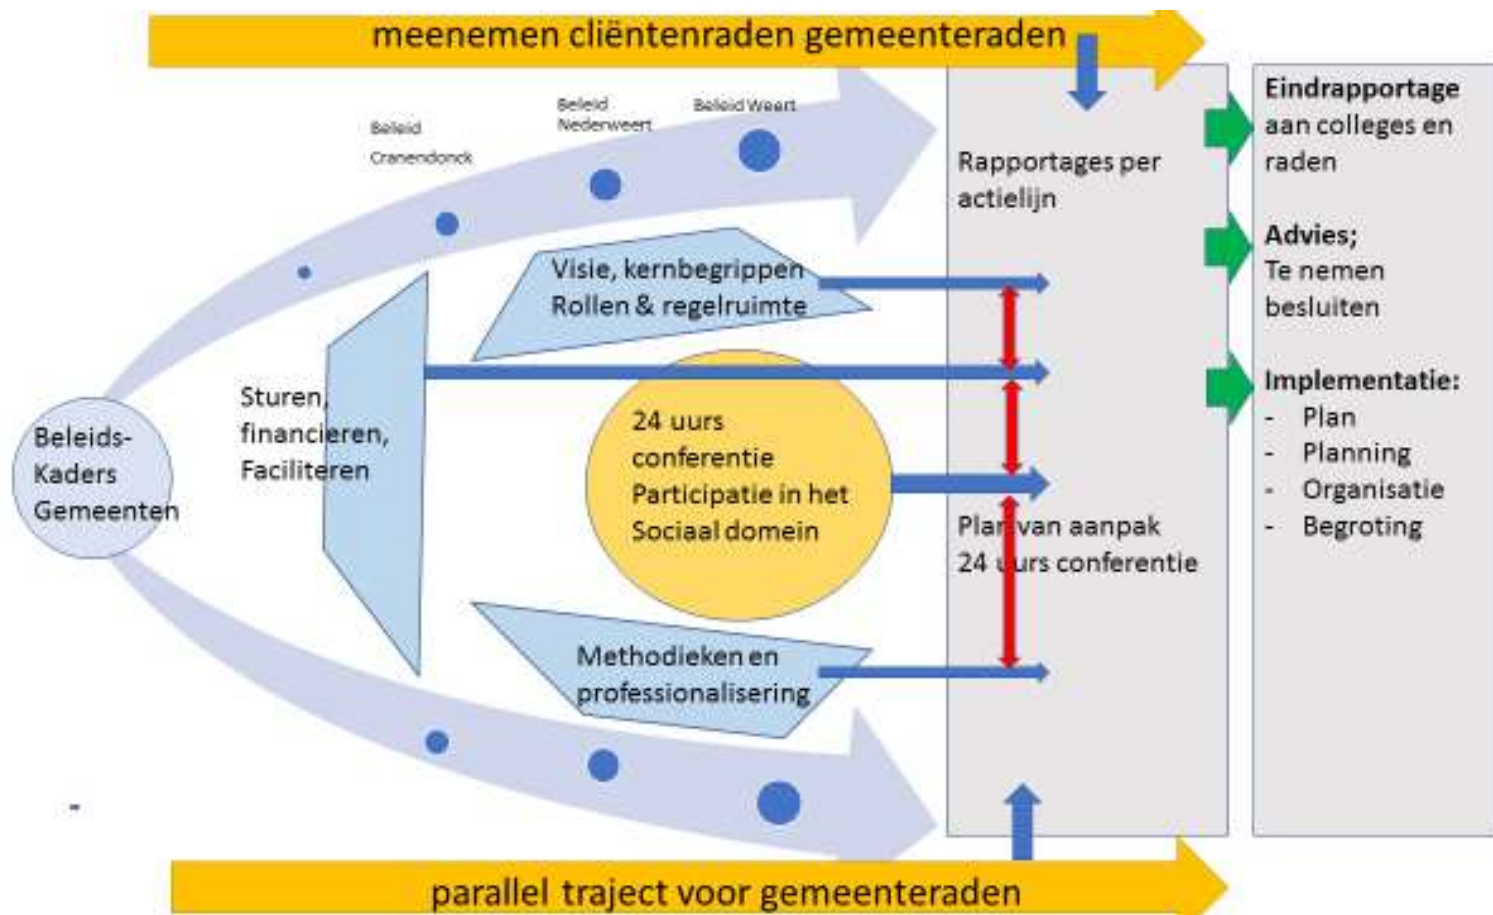 meenemen cliëntenraden gemeenteraden
Beleid
Cranendonck
Beleid
Nederweert
Beleid Weert
Visie, kernbegrippen
Rollen & regelruimte
Sturen,
financieren,
Faciliteren
Beleids-
Kaders
Gemeenten
24 uurs
conferentie
Participatie in het
Sociaal domein
Methodieken en
professionalisering
Rapportages per
actielijn
Plan van aanpak
24 uurs conferentie
Eindrapportage
aan colleges en
raden
Advies;
Te nemen
besluiten
Implementatie:
- Plan
- Planning
- Organisatie
- Begroting
-
parallel traject voor gemeenteraden